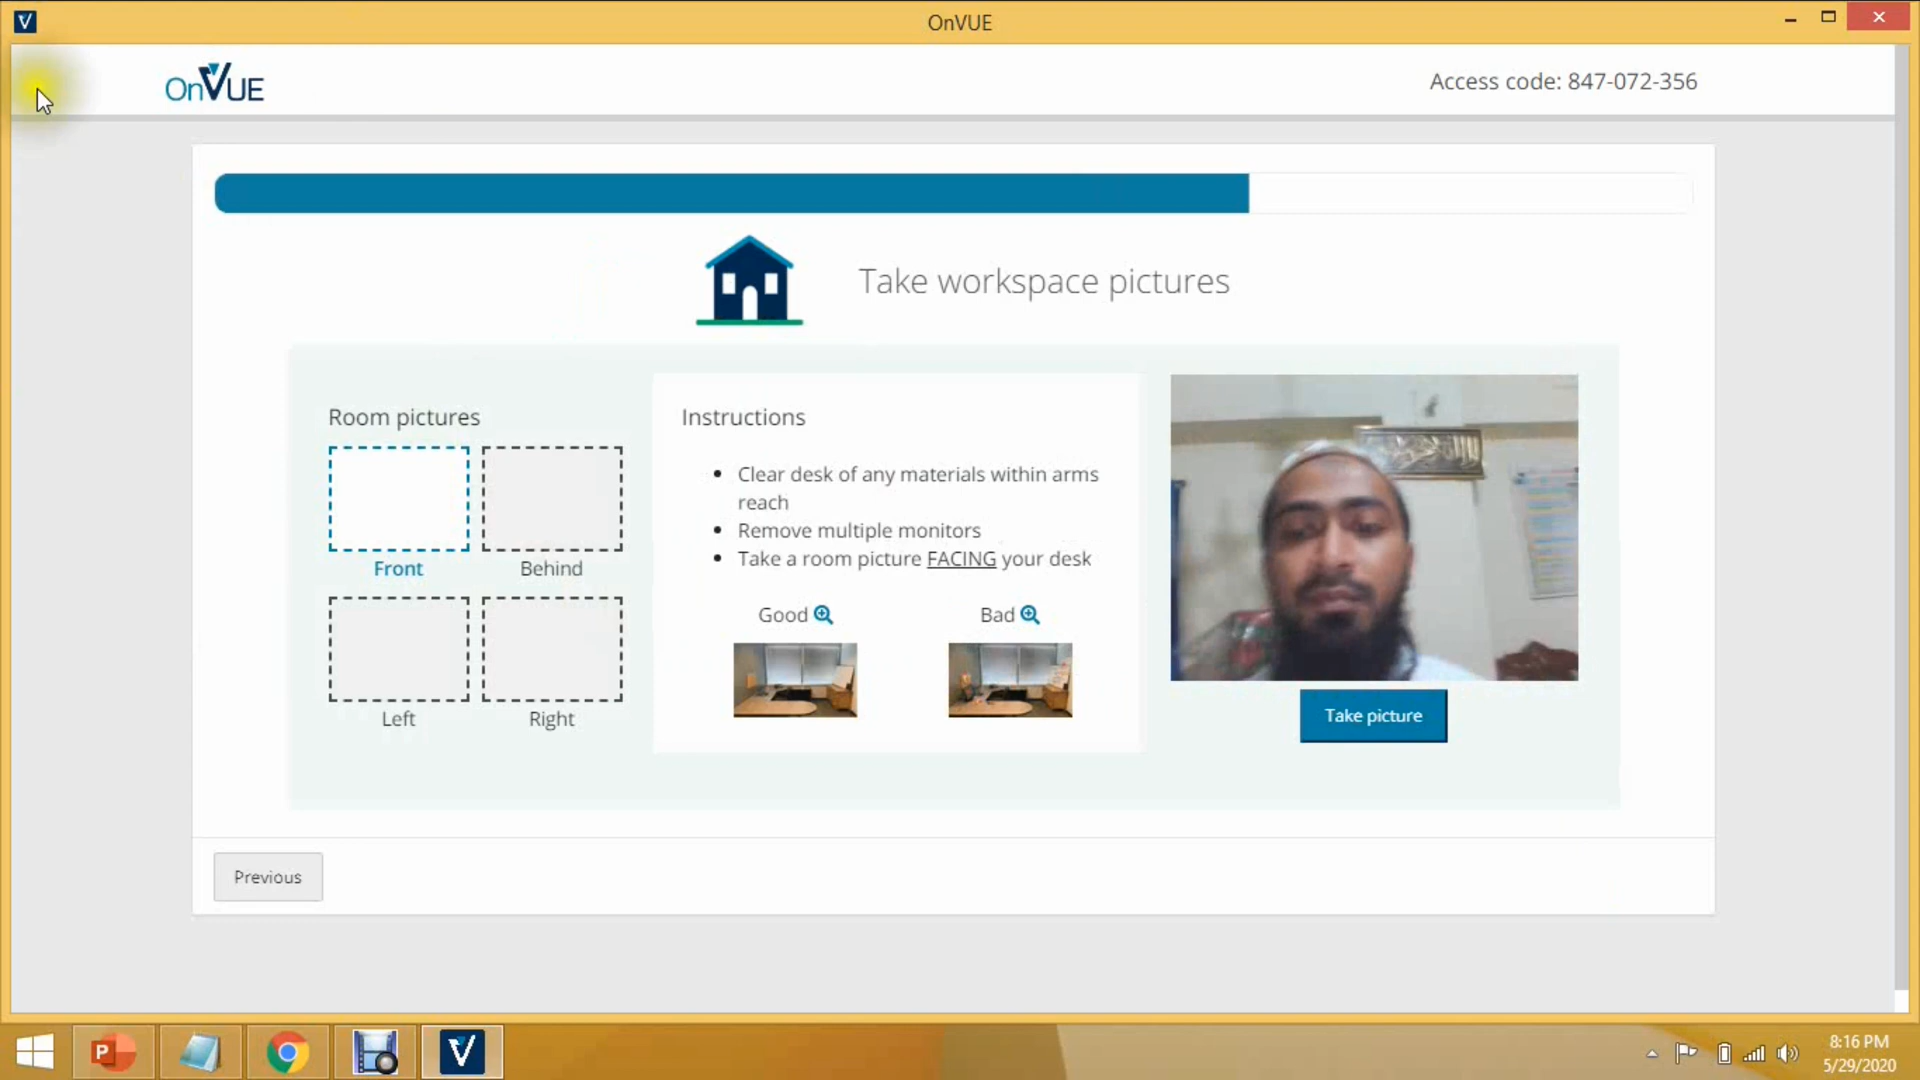 OnVUE
OnVUE
Access code: 847-072-356
Take workspace pictures
Room pictures
Front
Behind
Left
Right
Instructions
• Clear desk of any materials within arms
reach
• Remove multiple monitors
• Take a room picture FACING your desk
Good
Bad
Take picture
Previous
8:16 PM
5/29/2020